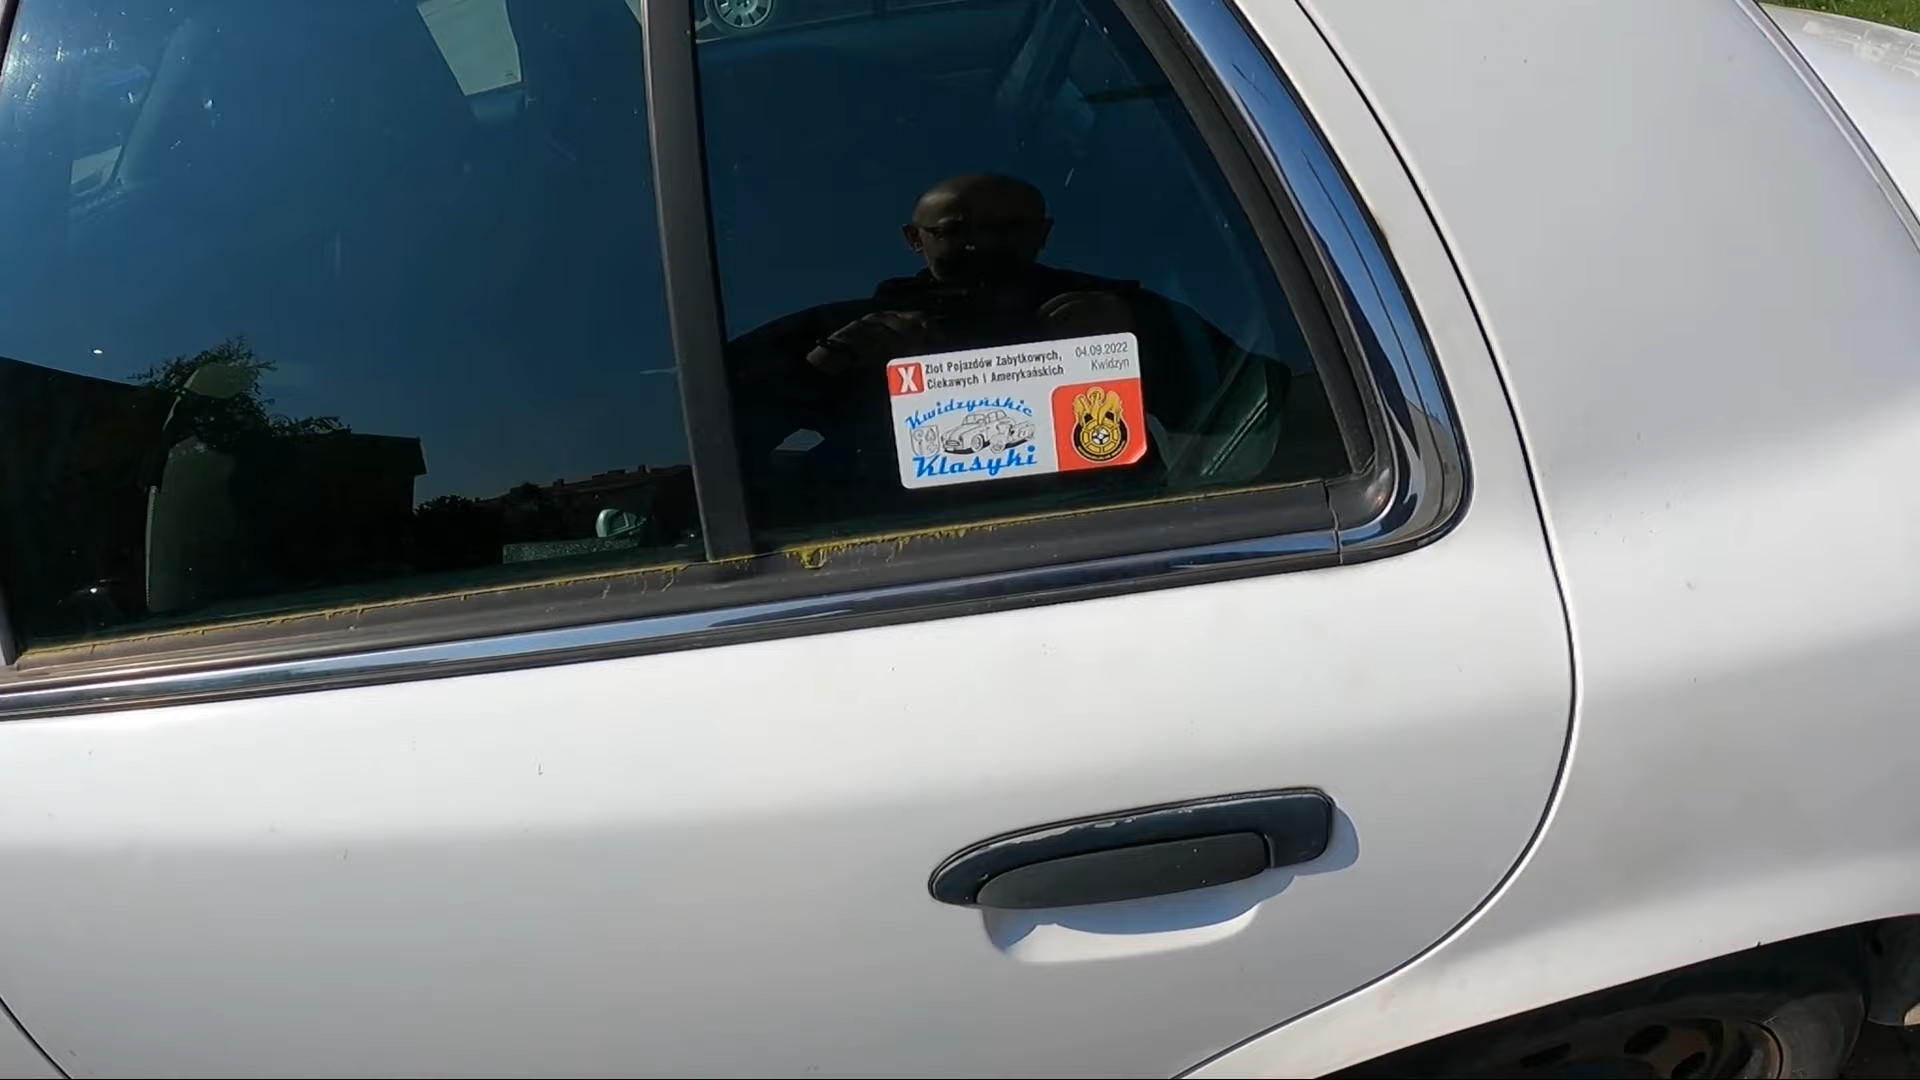 X Zlot Pojazdów Zabytkowych,
Ciekawych i Amerykańskich
04.09.2022
Kwidzyn
Kwidzyńskie
Klasyki